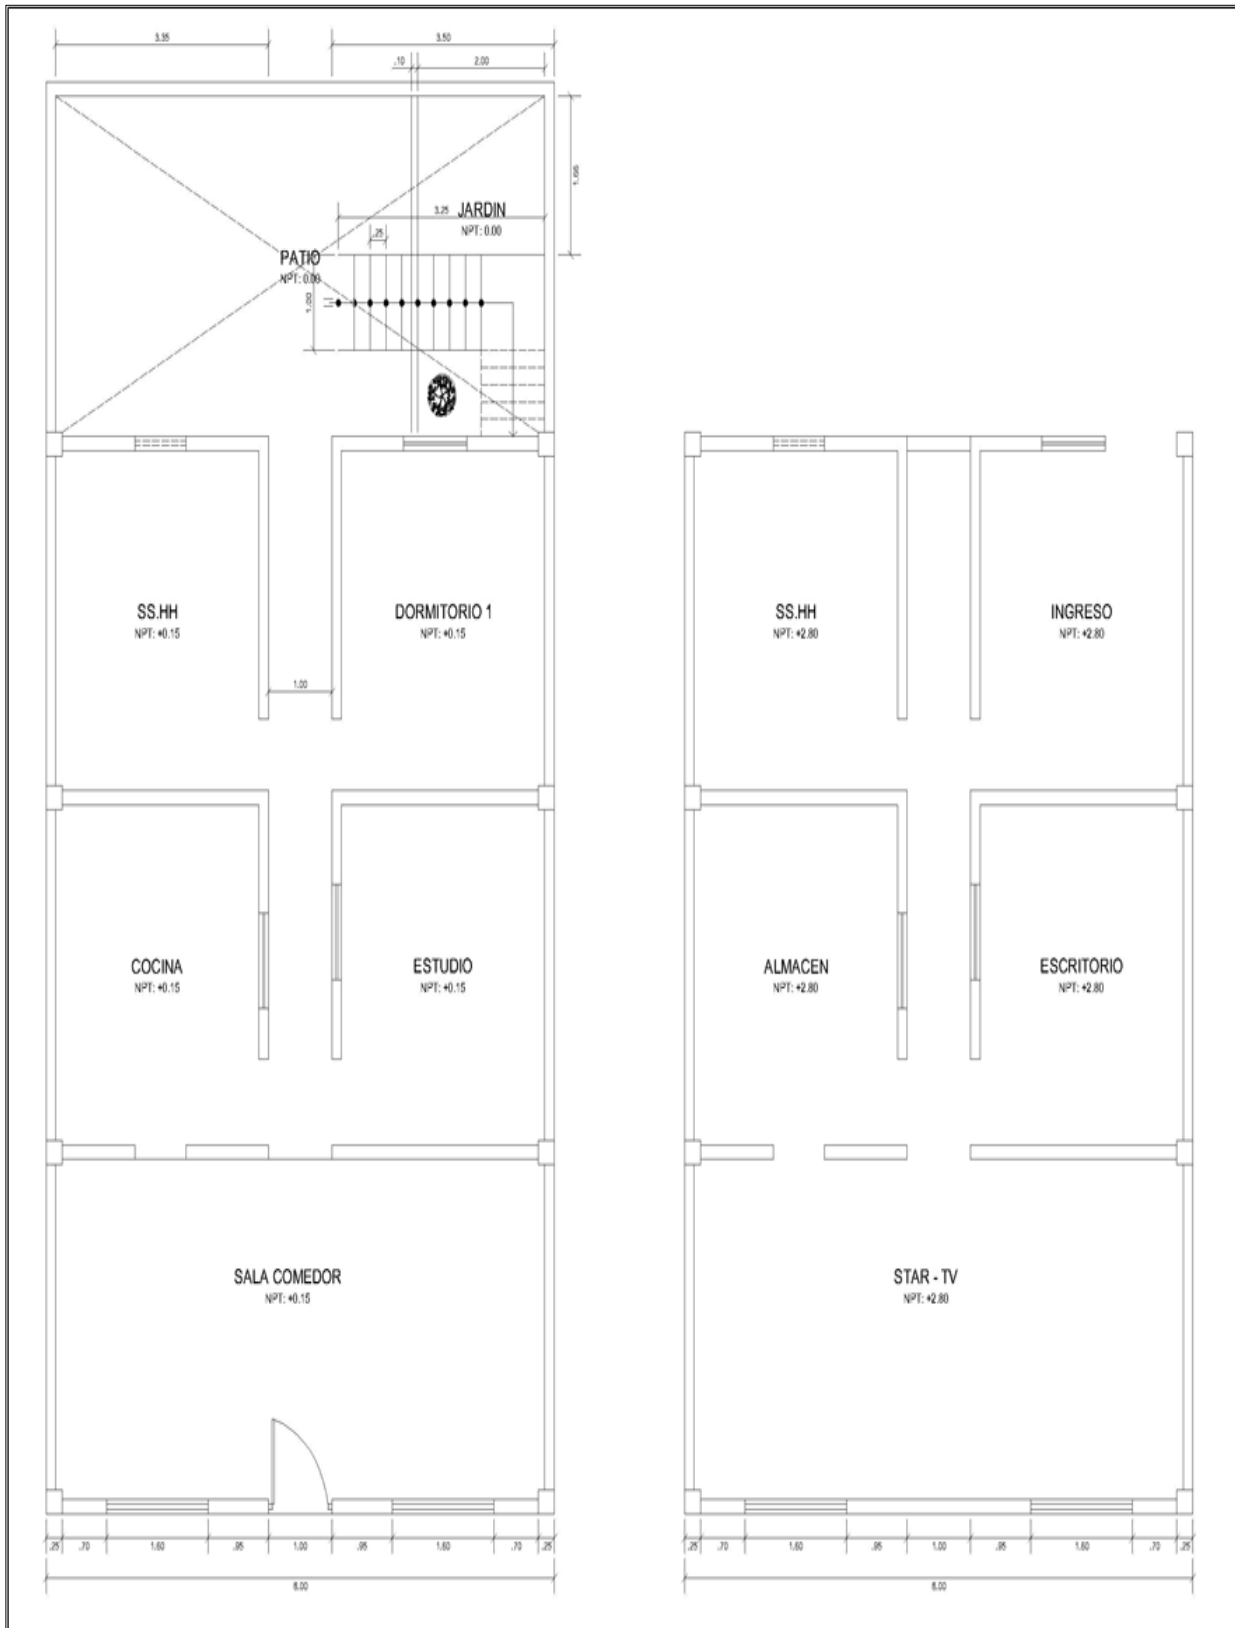 3.35
3.50
.10
2.00
1.66
3.25
JARDIN
NPT: 0.00
.25
PATIO
NPT: 0.00
1.00
SS.HH
NPT: +0.15
DORMITORIO 1
NPT: +0.15
1.00
COCINA
NPT: +0.15
ESTUDIO
NPT: +0.15
SALA COMEDOR
NPT: +0.15
.25 .70 1.60 .95 1.00 .95 1.60 .70 .25
8.00
SS.HH
NPT: +2.80
INGRESO
NPT: +2.80
ALMACEN
NPT: +2.80
ESCRITORIO
NPT: +2.80
STAR - TV
NPT: +2.80
.25 .70 1.60 .95 1.00 .95 1.60 .70 .25
8.00